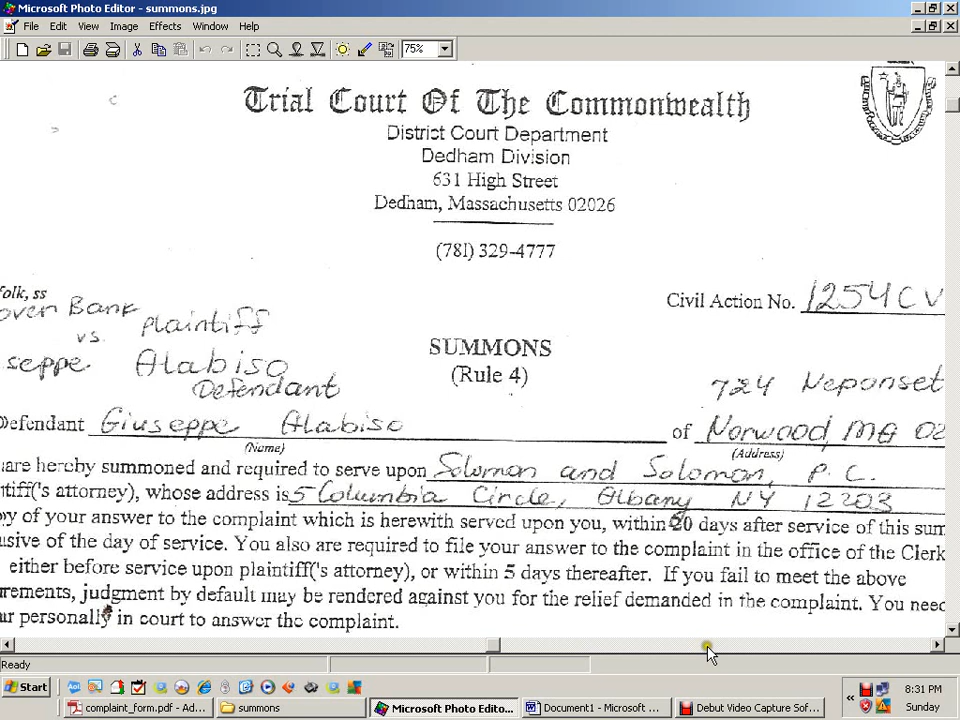 Microsoft Photo Editor - summons.jpg
File Edit View Image Effects Window Help
75%
Trial Court Of The Commonwealth
District Court Department
Dedham Division
631 High Street
Dedham, Massachusetts 02026
(781) 329-4777
folk, ss
Civil Action No. 1254CV
over Bank
Plaintiff
vs.
SUMMONS
seppe Alabiso
(Rule 4)
Defendant
724 Neponset
Defendant Giuseppe Alabiso of Norwood, MA 02
(Name) (Address)
are hereby summoned and required to serve upon Solomon and Solomon, P.C.
ntiff('s attorney), whose address is 5 Columbia Circle, Albany NY 12203
py of your answer to the complaint which is herewith served upon you, within 20 days after service of this sum
usive of the day of service. You also are required to file your answer to the complaint in the office of the Clerk
either before service upon plaintiff('s attorney), or within 5 days thereafter. If you fail to meet the above
irements, judgment by default may be rendered against you for the relief demanded in the complaint. You need
ar personally in court to answer the complaint.
Ready
Start
complaint_form.pdf - Ad...
summons
Microsoft Photo Edito...
Document1 - Microsoft ...
Debut Video Capture Sof...
8:31 PM
Sunday